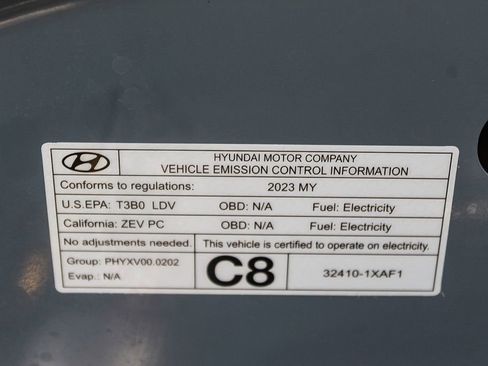 HYUNDAI MOTOR COMPANY
VEHICLE EMISSION CONTROL INFORMATION
Conforms to regulations: 2023 MY
U.S.EPA: T3B0 LDV OBD: N/A Fuel: Electricity
California: ZEV PC OBD: N/A Fuel: Electricity
No adjustments needed. This vehicle is certified to operate on electricity.
Group: PHYXV00.0202
Evap.: N/A
C8
32410-1XAF1